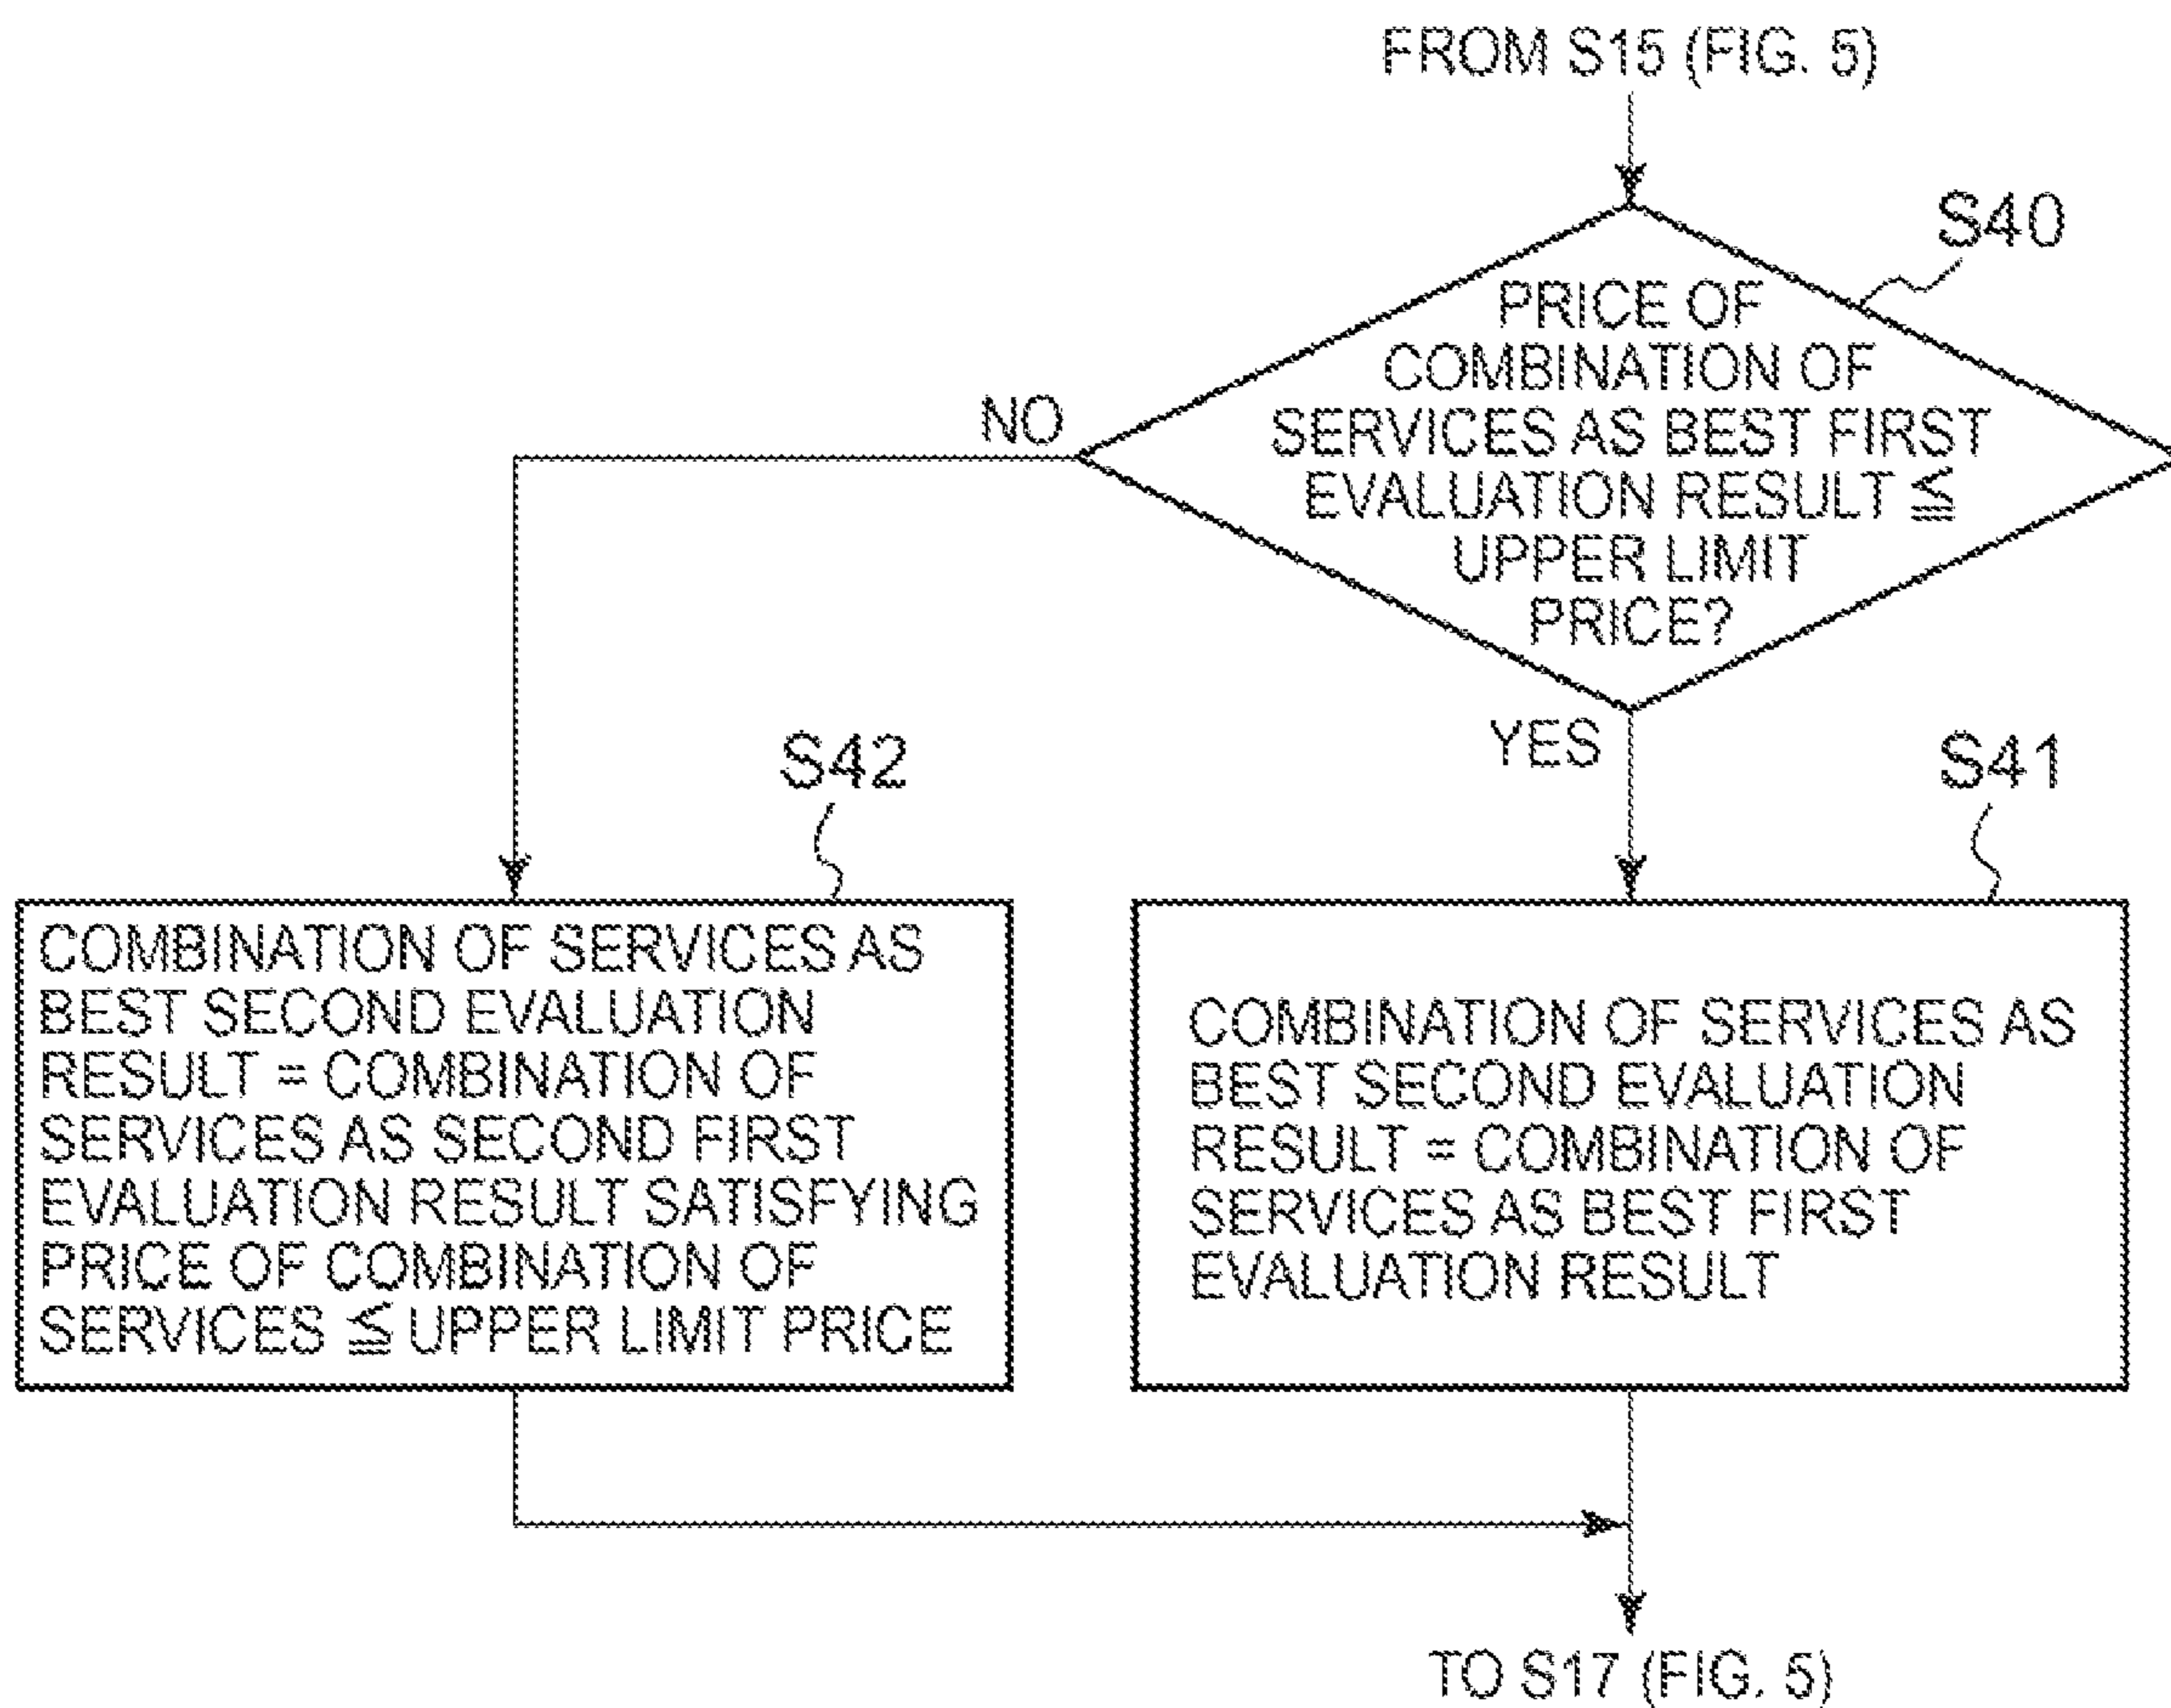 FROM S15 (FIG. 5)
S40
PRICE OF
COMBINATION OF
SERVICES AS BEST FIRST
EVALUATION RESULT ≦
UPPER LIMIT
PRICE?
NO
YES
S42
S41
COMBINATION OF SERVICES AS
BEST SECOND EVALUATION
RESULT = COMBINATION OF
SERVICES AS SECOND FIRST
EVALUATION RESULT SATISFYING
PRICE OF COMBINATION OF
SERVICES ≦ UPPER LIMIT PRICE
COMBINATION OF SERVICES AS
BEST SECOND EVALUATION
RESULT = COMBINATION OF
SERVICES AS BEST FIRST
EVALUATION RESULT
TO S17 (FIG. 5)